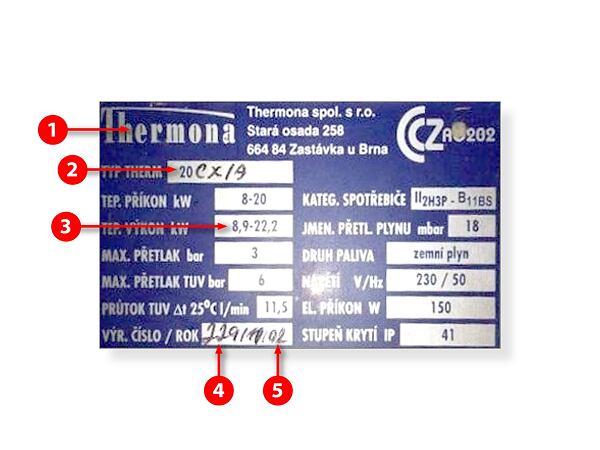 1
Thermona
Thermona spol. s r.o.
Stará osada 258
664 84 Zastávka u Brna
CCZ AO202
2
TYP THERM 20 CX/A
TEP. PŘÍKON kW 8-20
3
TEP. VÝKON kW 8,9-22,2
MAX. PŘETLAK bar 3
MAX. PŘETLAK TUV bar 6
PRŮTOK TUV Δt 25°C l/min 11,5
VÝR. ČÍSLO / ROK
KATEG. SPOTŘEBIČE II2H3P - B11BS
JMEN. PŘETL. PLYNU mbar 18
DRUH PALIVA zemní plyn
NAPĚTÍ V/Hz 230 / 50
EL. PŘÍKON W 150
STUPEŇ KRYTÍ IP 41
4
5